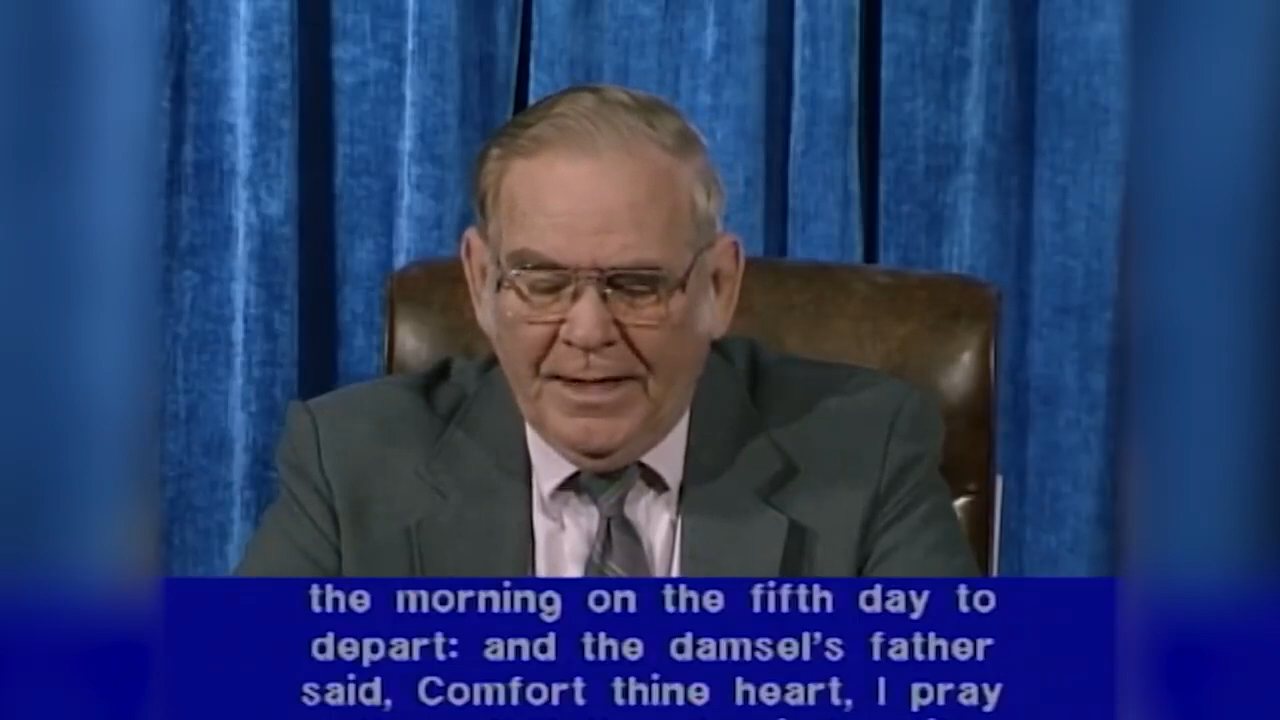 the morning on the fifth day to
depart: and the damsel's father
said, Comfort thine heart, I pray